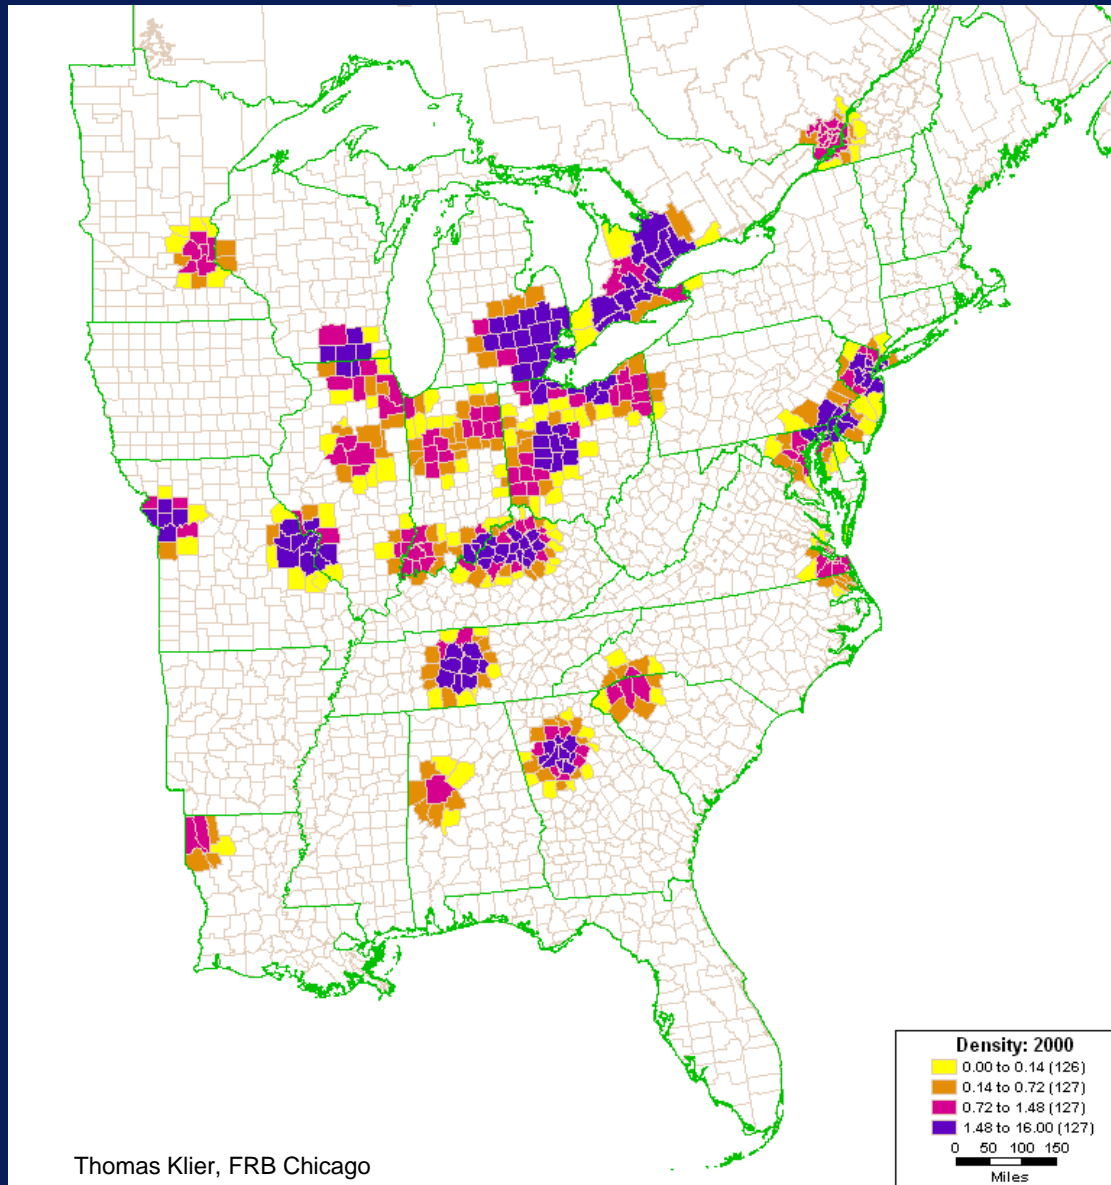 Density: 2000
0.00 to 0.14 (126)
0.14 to 0.72 (127)
0.72 to 1.48 (127)
1.48 to 16.00 (127)
0 50 100 150
Miles
Thomas Klier, FRB Chicago